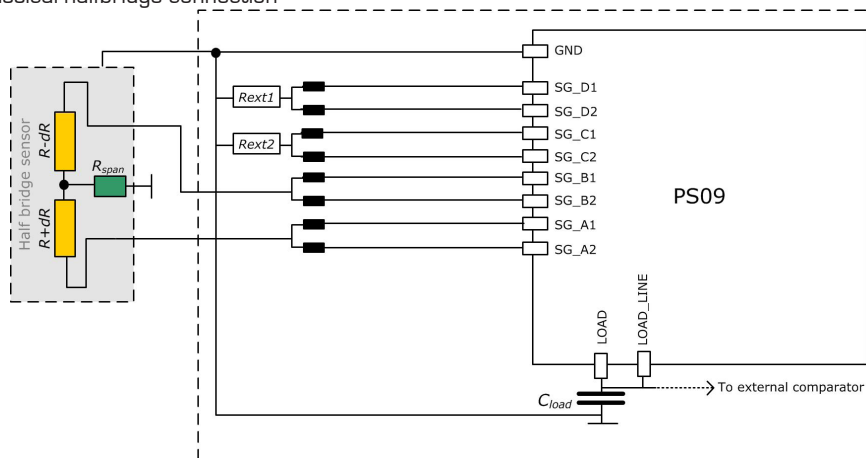 GND
SG_D1
Rext1
SG_D2
SG_C1
Rext2
SG_C2
SG_B1
SG_B2
SG_A1
SG_A2
PS09
Half bridge sensor
R-dR
Rspan
R+dR
LOAD
LOAD_LINE
To external comparator
Cload